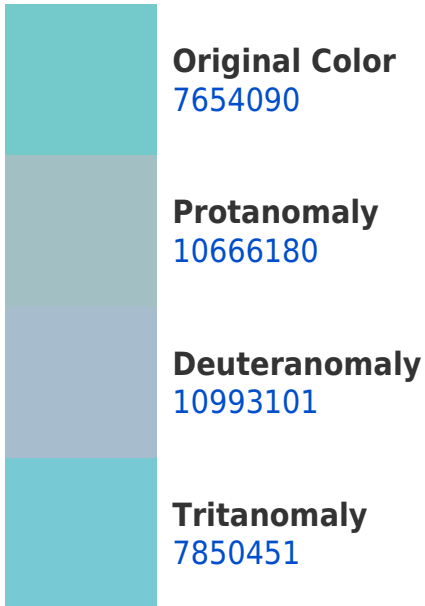 Original Color
7654090
Protanomaly
10666180
Deuteranomaly
10993101
Tritanomaly
7850451